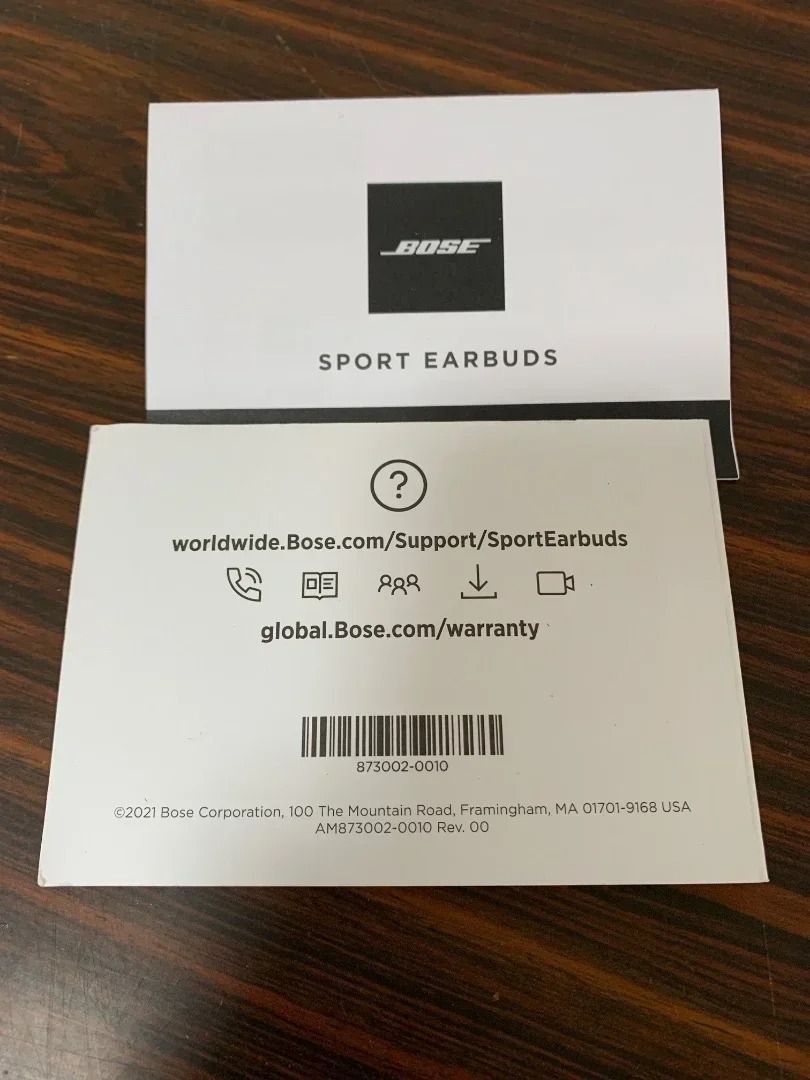 BOSE
SPORT EARBUDS
?
worldwide.Bose.com/Support/SportEarbuds
global.Bose.com/warranty
873002-0010
©2021 Bose Corporation, 100 The Mountain Road, Framingham, MA 01701-9168 USA
AM873002-0010 Rev. 00